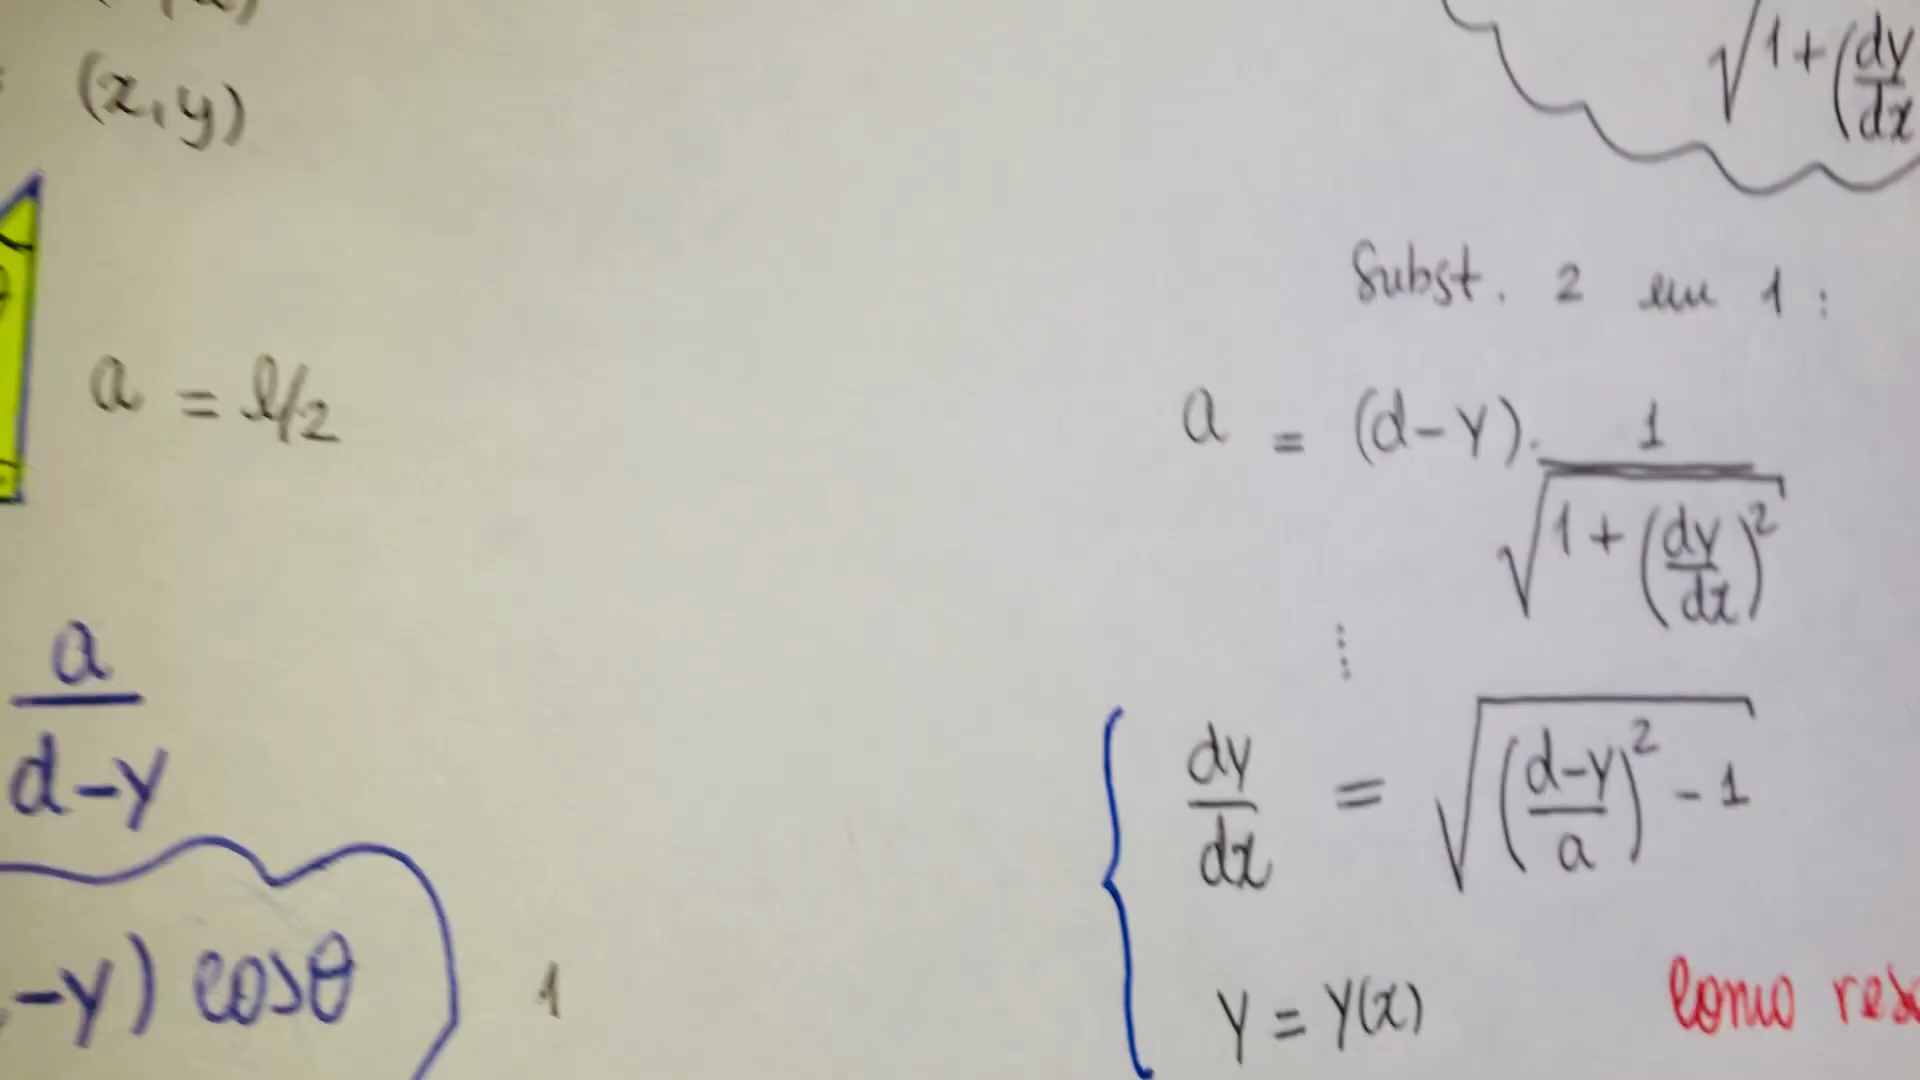 (x,y)
a = l/2
a
d-y
-y) cosθ 1
√1+(dy
dx
Subst. 2 em 1:
a = (d-y). 1
√1+(dy/dx)²
⋮
dy/dx = √((d-y)/a)² - 1
y = y(x)
Como